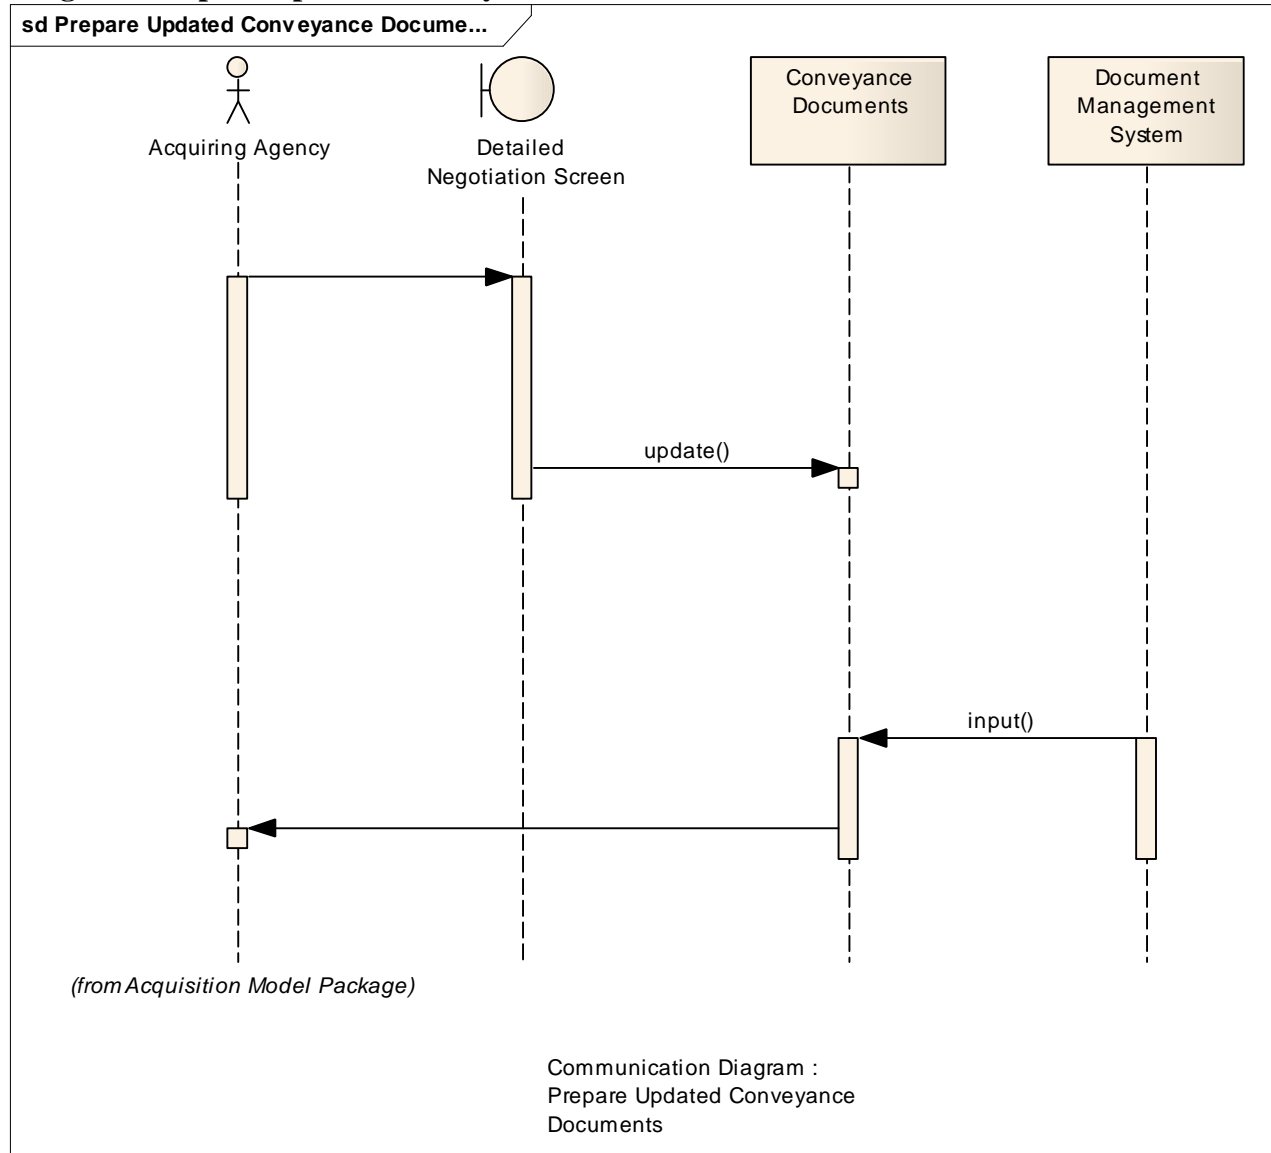 sd Prepare Updated Conveyance Docume...
Acquiring Agency
Detailed
Negotiation Screen
Conveyance
Documents
Document
Management
System
update()
input()
(from Acquisition Model Package)
Communication Diagram :
Prepare Updated Conveyance
Documents